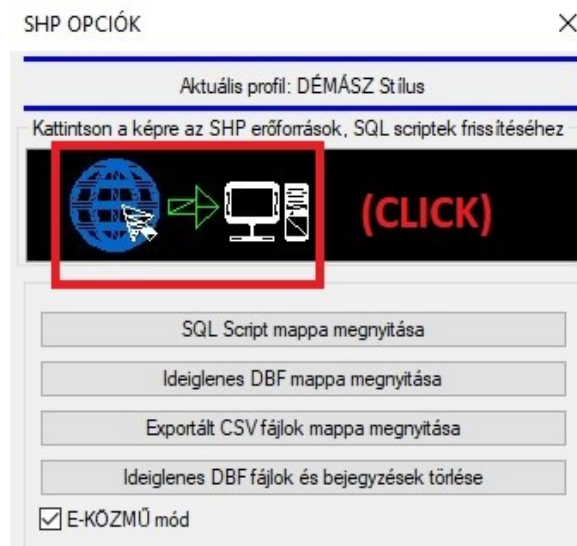 SHP OPCIÓK
Aktuális profil: DÉMÁSZ Stílus
Kattintson a képre az SHP erőforrások, SQL scriptek frissítéséhez
(CLICK)
SQL Script mappa megnyitása
Ideiglenes DBF mappa megnyitása
Exportált CSV fájlok mappa megnyitása
Ideiglenes DBF fájlok és bejegyzések törlése
E-KÖZMŰ mód